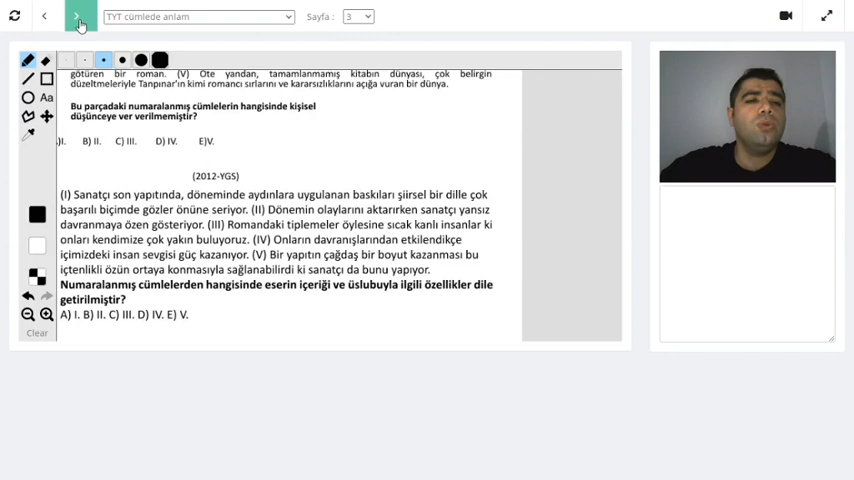 TYT cümlede anlam
Sayfa :
3
götüren bir roman. (V) Öte yandan, tamamlanmamış kitabın dünyası, çok belirgin
düzeltmeleriyle Tanpınar'ın kimi romancı sırlarını ve kararsızlıklarını açığa vuran bir dünya.
Bu parçadaki numaralanmış cümlelerin hangisinde kişisel
düşünceye yer verilmemiştir?
)I. B) II. C) III. D) IV. E)V.
(2012-YGS)
(I) Sanatçı son yapıtında, döneminde aydınlara uygulanan baskıları şiirsel bir dille çok
başarılı biçimde gözler önüne seriyor. (II) Dönemin olaylarını aktarırken sanatçı yansız
davranmaya özen gösteriyor. (III) Romandaki tiplemeler öylesine sıcak kanlı insanlar ki
onları kendimize çok yakın buluyoruz. (IV) Onların davranışlarından etkilendikçe
içimizdeki insan sevgisi güç kazanıyor. (V) Bir yapıtın çağdaş bir boyut kazanması bu
içtenlikli özün ortaya konmasıyla sağlanabilirdi ki sanatçı da bunu yapıyor.
Numaralanmış cümlelerden hangisinde eserin içeriği ve üslubuyla ilgili özellikler dile
getirilmiştir?
A) I. B) II. C) III. D) IV. E) V.
Aa
Clear